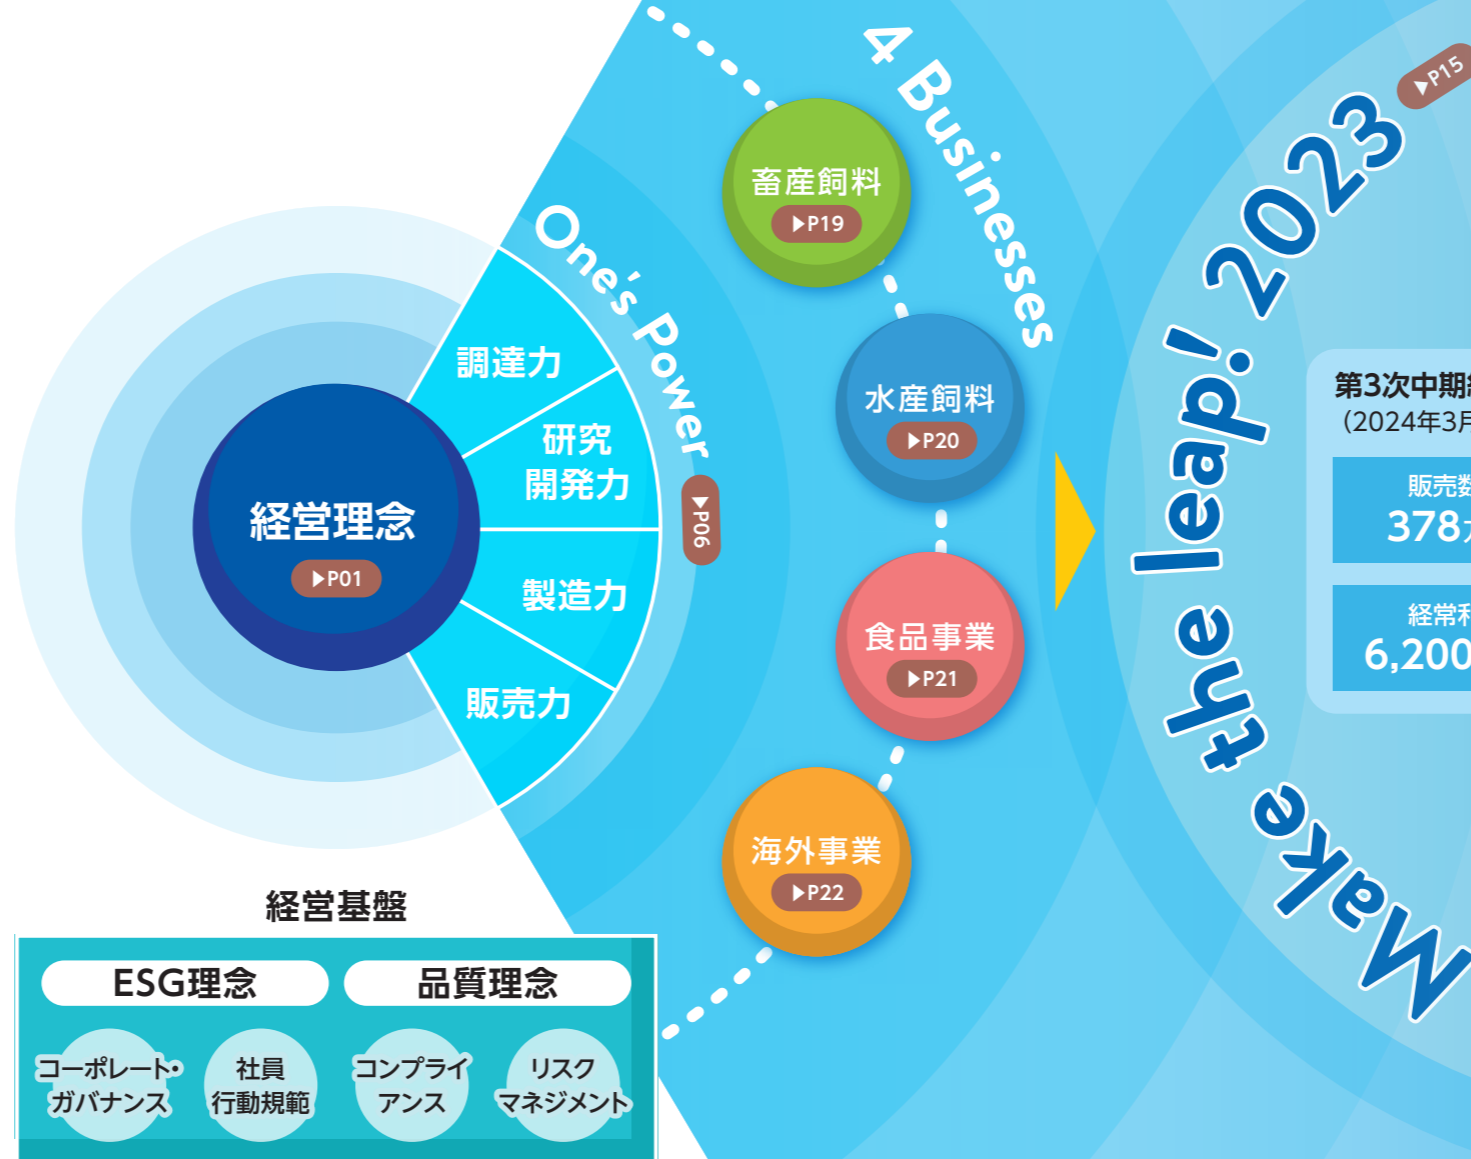 経営理念
▶P01
調達力
研究
開発力
製造力
販売力
One's Power
▶P06
4 Businesses
畜産飼料
▶P19
水産飼料
▶P20
食品事業
▶P21
海外事業
▶P22
Make the leap! 2023
▶P15
第3次中期
（2024年3月
販売数
378
経常利
6,200
経営基盤
ESG理念
品質理念
コーポレート・
ガバナンス
社員
行動規範
コンプライ
アンス
リスク
マネジメント